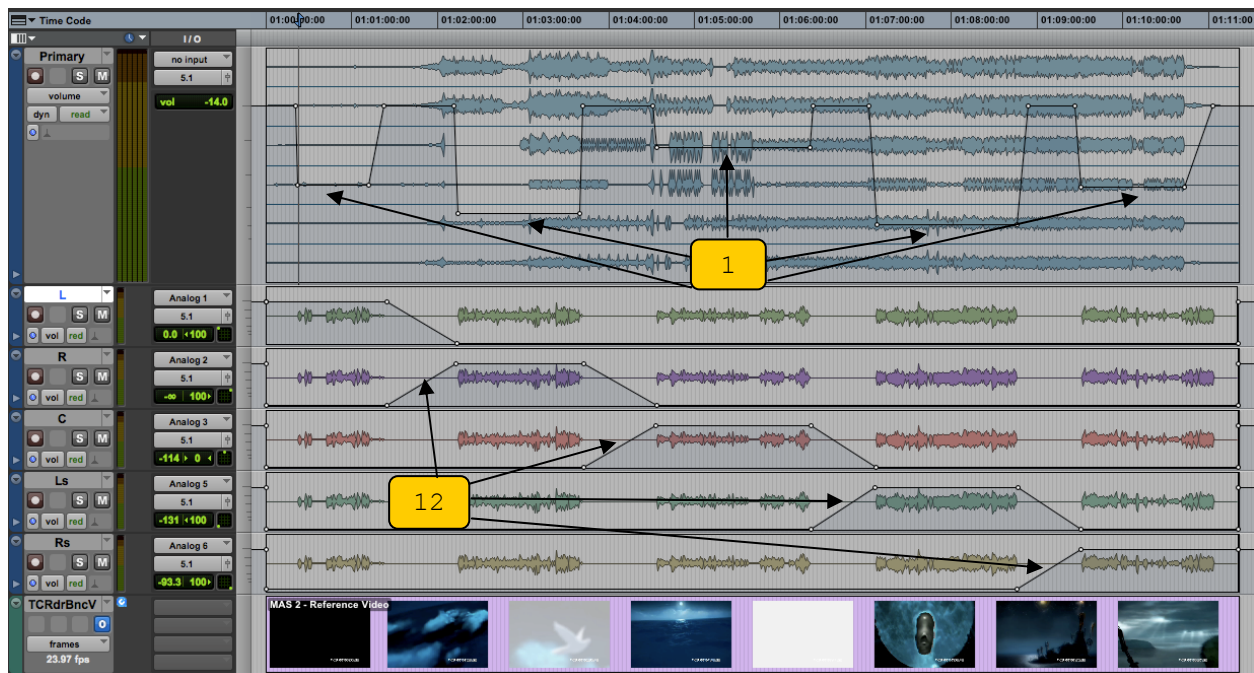 Time Code
01:00:00:00 01:01:00:00 01:02:00:00 01:03:00:00 01:04:00:00 01:05:00:00 01:06:00:00 01:07:00:00 01:08:00:00 01:09:00:00 01:10:00:00 01:11:00
I/O
Primary
no input
S M
5.1
volume
vol -14.0
dyn read
1
L
Analog 1
S M
5.1
vol red
0.0 100
R
Analog 2
S M
5.1
vol red
-∞ 100
C
Analog 3
S M
5.1
vol red
-114 0
12
Ls
Analog 5
S M
5.1
vol red
-131 100
Rs
Analog 6
S M
5.1
vol red
-93.3 100
TCRdrBncV
MAS 2 - Reference Video
O
frames
23.97 fps